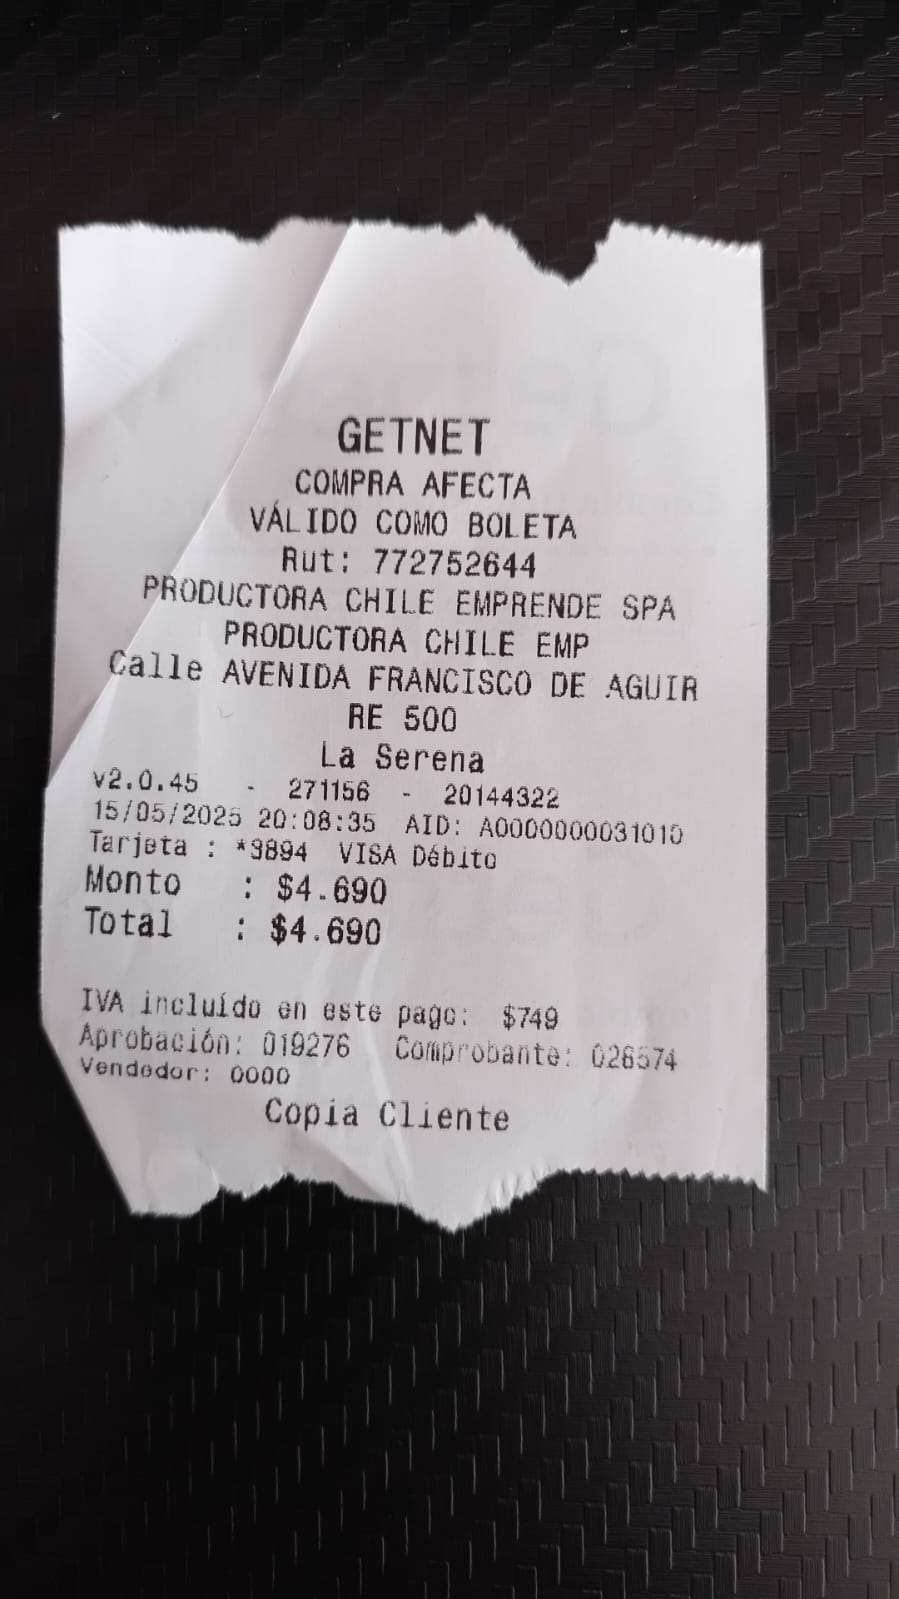 GETNET
COMPRA AFECTA
VÁLIDO COMO BOLETA
Rut: 772752644
PRODUCTORA CHILE EMPRENDE SPA
PRODUCTORA CHILE EMP
Calle AVENIDA FRANCISCO DE AGUIR
RE 500
La Serena
v2.0.45 - 271156 - 20144322
15/05/2025 20:08:35 AID: A0000000031010
Tarjeta : *3894 VISA Débito
Monto : $4.690
Total : $4.690
IVA incluído en este pago: $749
Aprobación: 019276 Comprobante: 026574
Vendedor: 0000
Copia Cliente